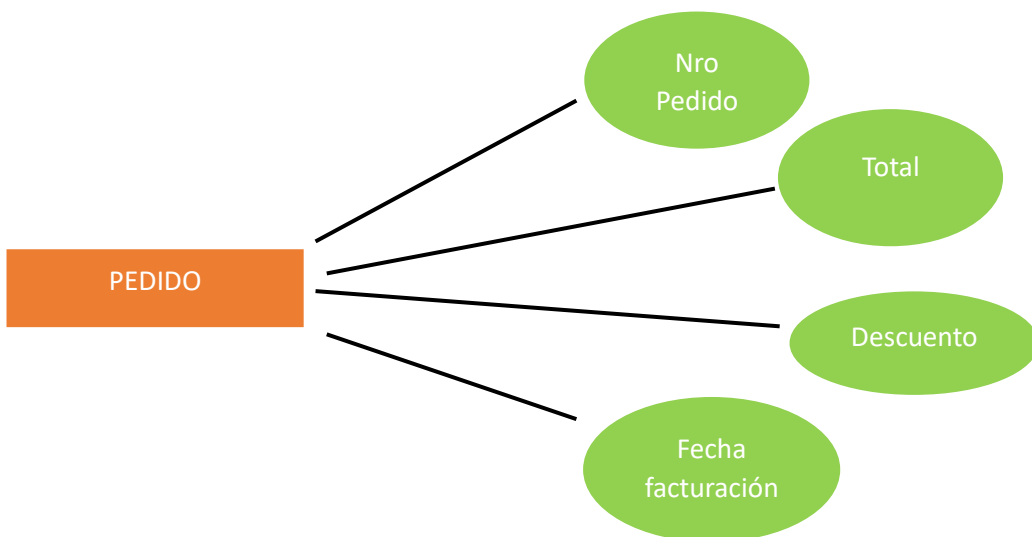 Nro
Pedido
Total
PEDIDO
Descuento
Fecha
facturación